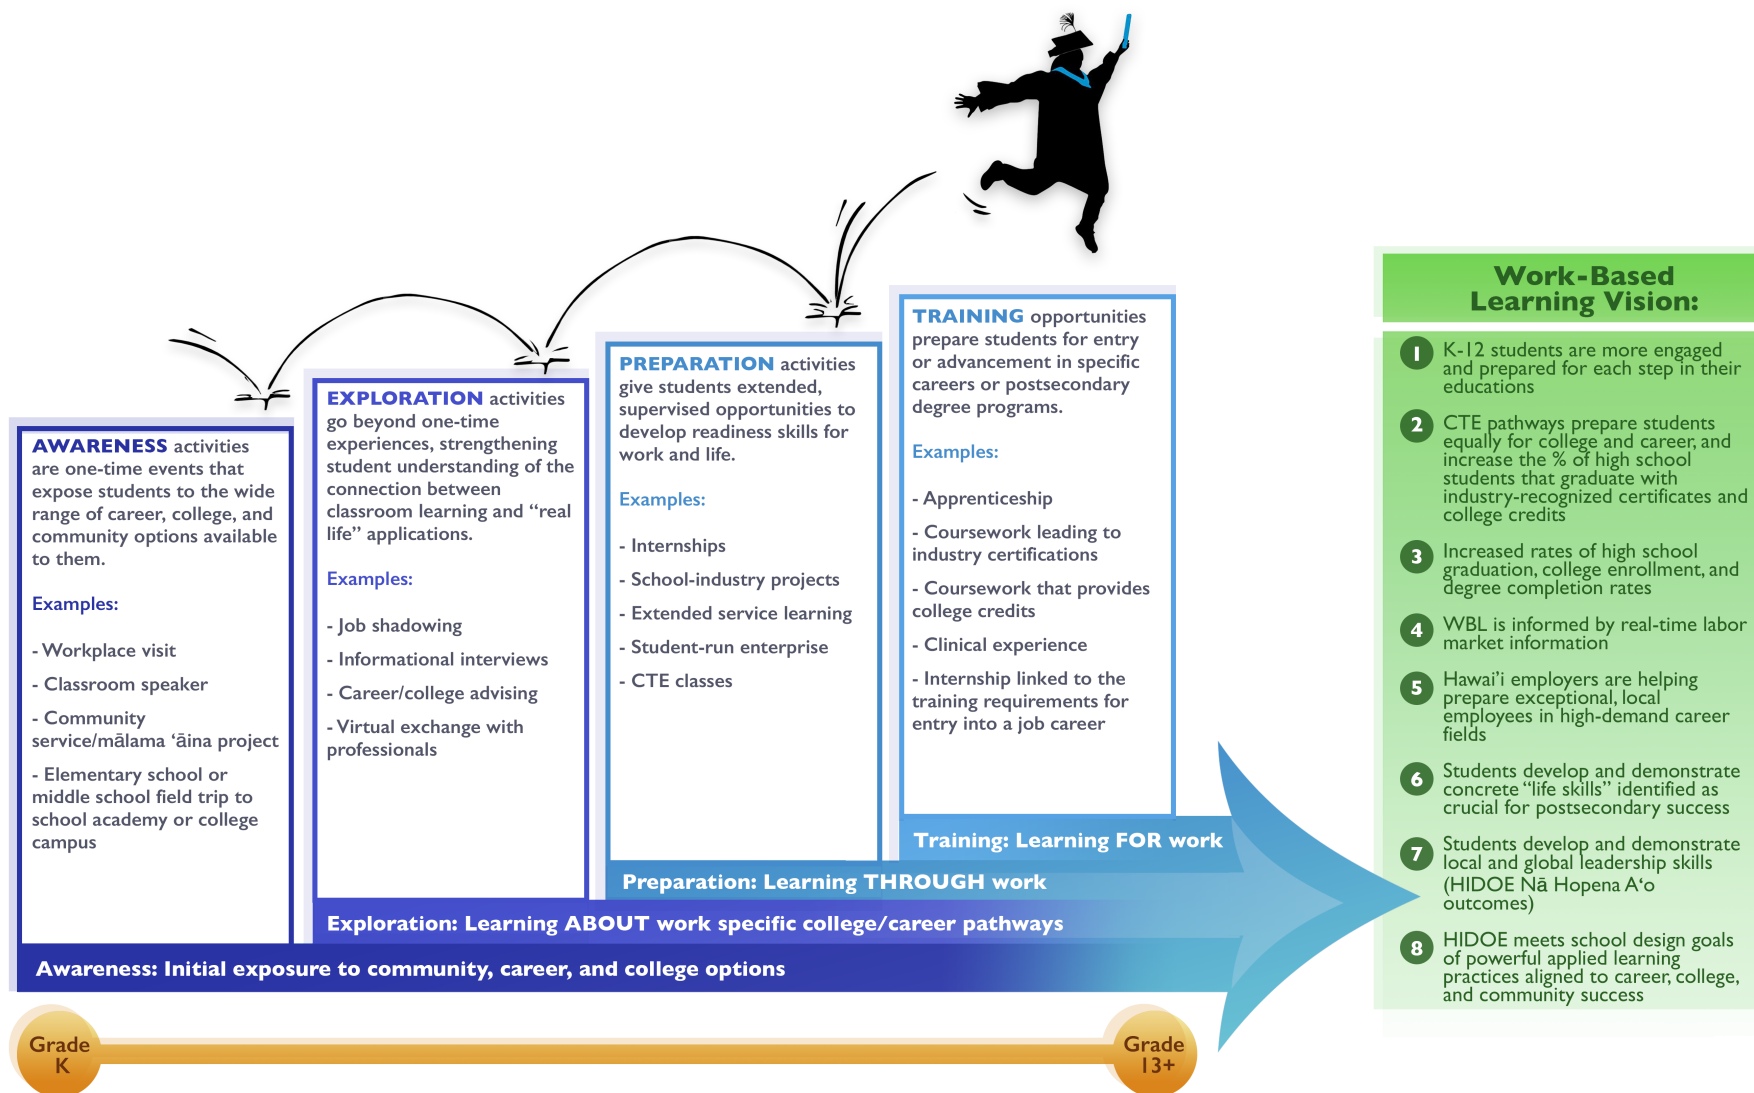 AWARENESS activities
are one-time events that
expose students to the wide
range of career, college, and
community options available
to them.
Examples:
- Workplace visit
- Classroom speaker
- Community
service/mālama ‘āina project
- Elementary school or
middle school field trip to
school academy or college
campus
EXPLORATION activities
go beyond one-time
experiences, strengthening
student understanding of the
connection between
classroom learning and “real
life” applications.
Examples:
- Job shadowing
- Informational interviews
- Career/college advising
- Virtual exchange with
professionals
PREPARATION activities
give students extended,
supervised opportunities to
develop readiness skills for
work and life.
Examples:
- Internships
- School-industry projects
- Extended service learning
- Student-run enterprise
- CTE classes
TRAINING opportunities
prepare students for entry
or advancement in specific
careers or postsecondary
degree programs.
Examples:
- Apprenticeship
- Coursework leading to
industry certifications
- Coursework that provides
college credits
- Clinical experience
- Internship linked to the
training requirements for
entry into a job career
Training: Learning FOR work
Preparation: Learning THROUGH work
Exploration: Learning ABOUT work specific college/career pathways
Awareness: Initial exposure to community, career, and college options
Grade
K
Grade
13+
Work-Based
Learning Vision:
1 K-12 students are more engaged
and prepared for each step in their
educations
2 CTE pathways prepare students
equally for college and career, and
increase the % of high school
students that graduate with
industry-recognized certificates and
college credits
3 Increased rates of high school
graduation, college enrollment, and
degree completion rates
4 WBL is informed by real-time labor
market information
5 Hawai’i employers are helping
prepare exceptional, local
employees in high-demand career
fields
6 Students develop and demonstrate
concrete “life skills” identified as
crucial for postsecondary success
7 Students develop and demonstrate
local and global leadership skills
(HIDOE Nā Hopena A‘o
outcomes)
8 HIDOE meets school design goals
of powerful applied learning
practices aligned to career, college,
and community success